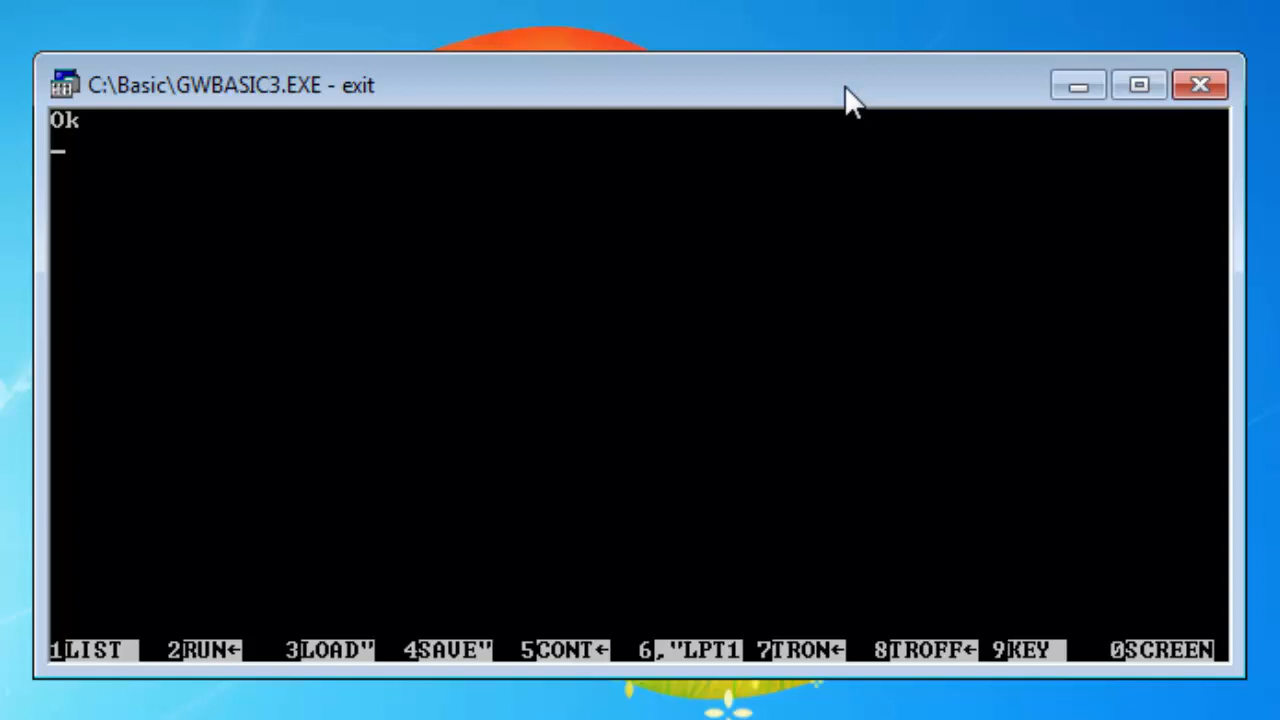 C:\Basic\GWBASIC3.EXE - exit
Ok
1LIST 2RUN← 3LOAD" 4SAVE" 5CONT← 6,"LPT1 7TRON← 8TROFF← 9KEY 0SCREEN